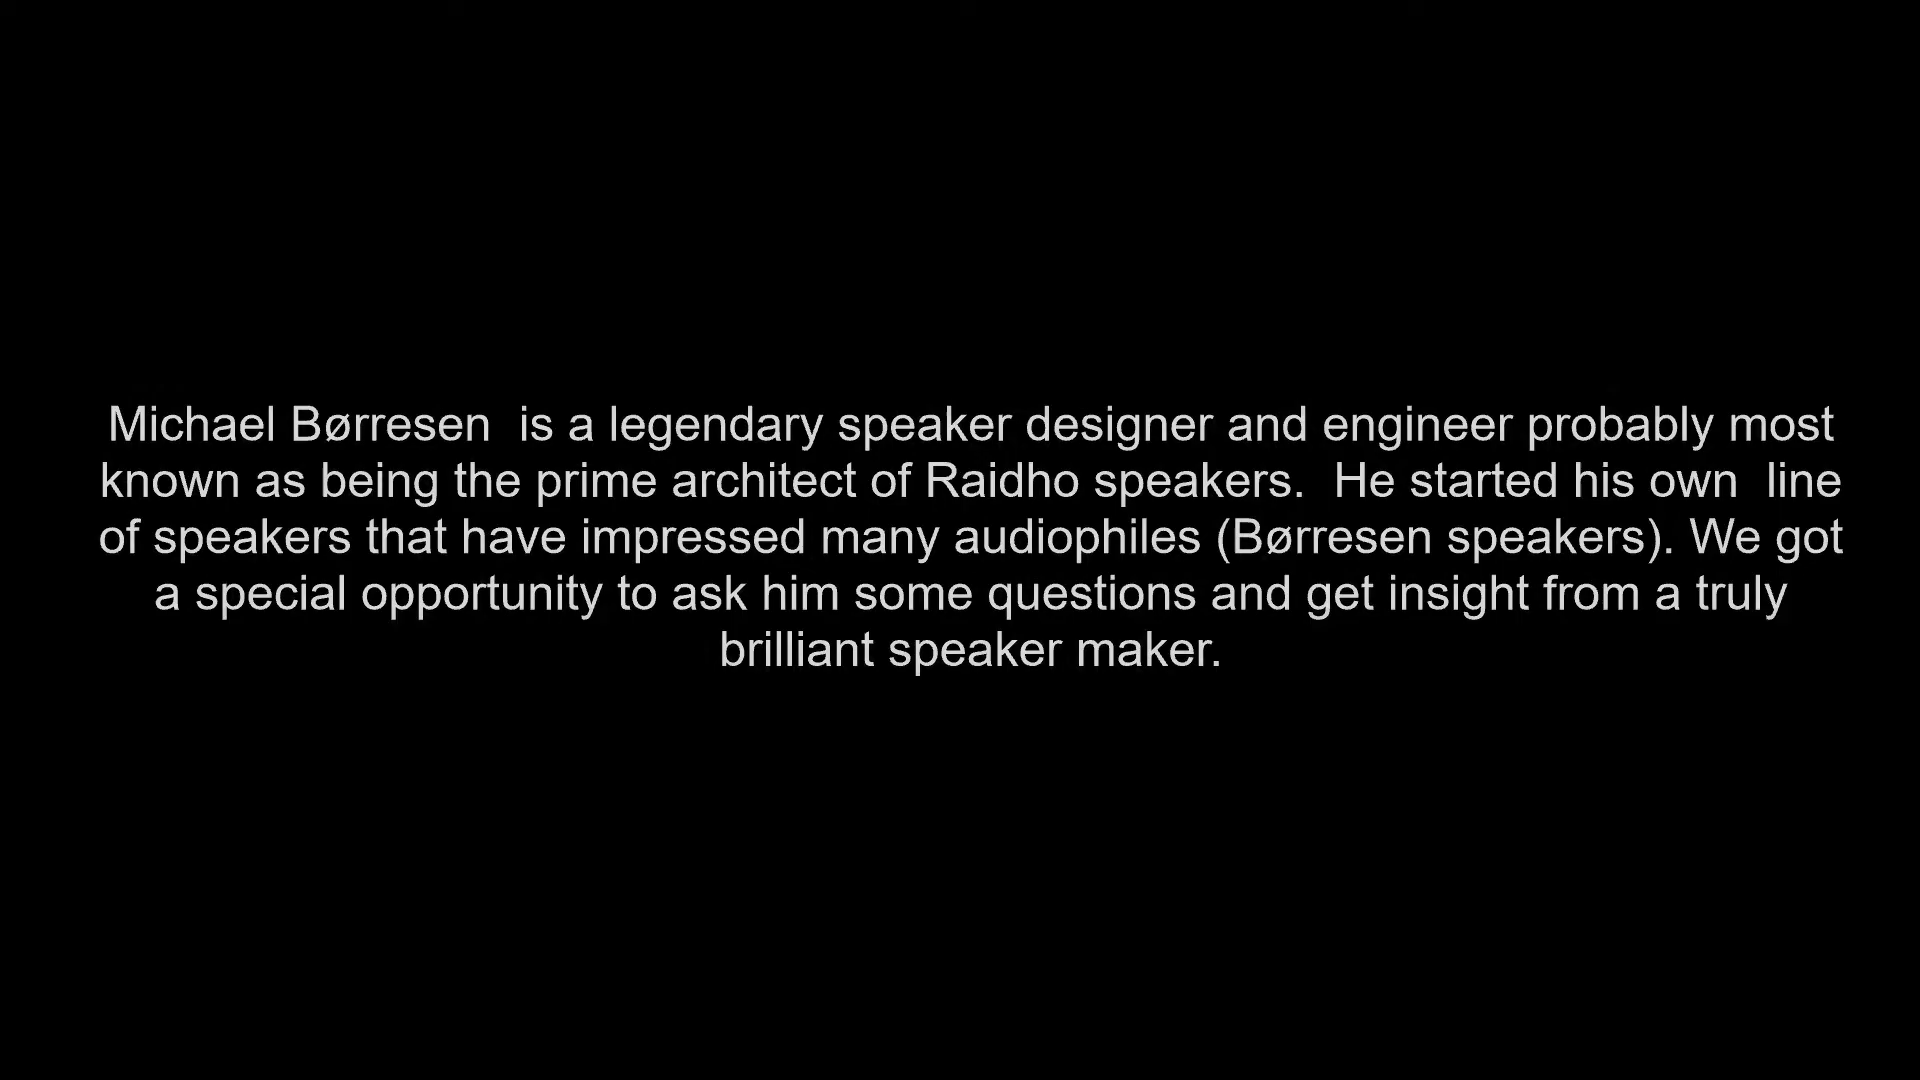 Michael Børresen  is a legendary speaker designer and engineer probably most
known as being the prime architect of Raidho speakers.  He started his own  line
of speakers that have impressed many audiophiles (Børresen speakers). We got
a special opportunity to ask him some questions and get insight from a truly
brilliant speaker maker.